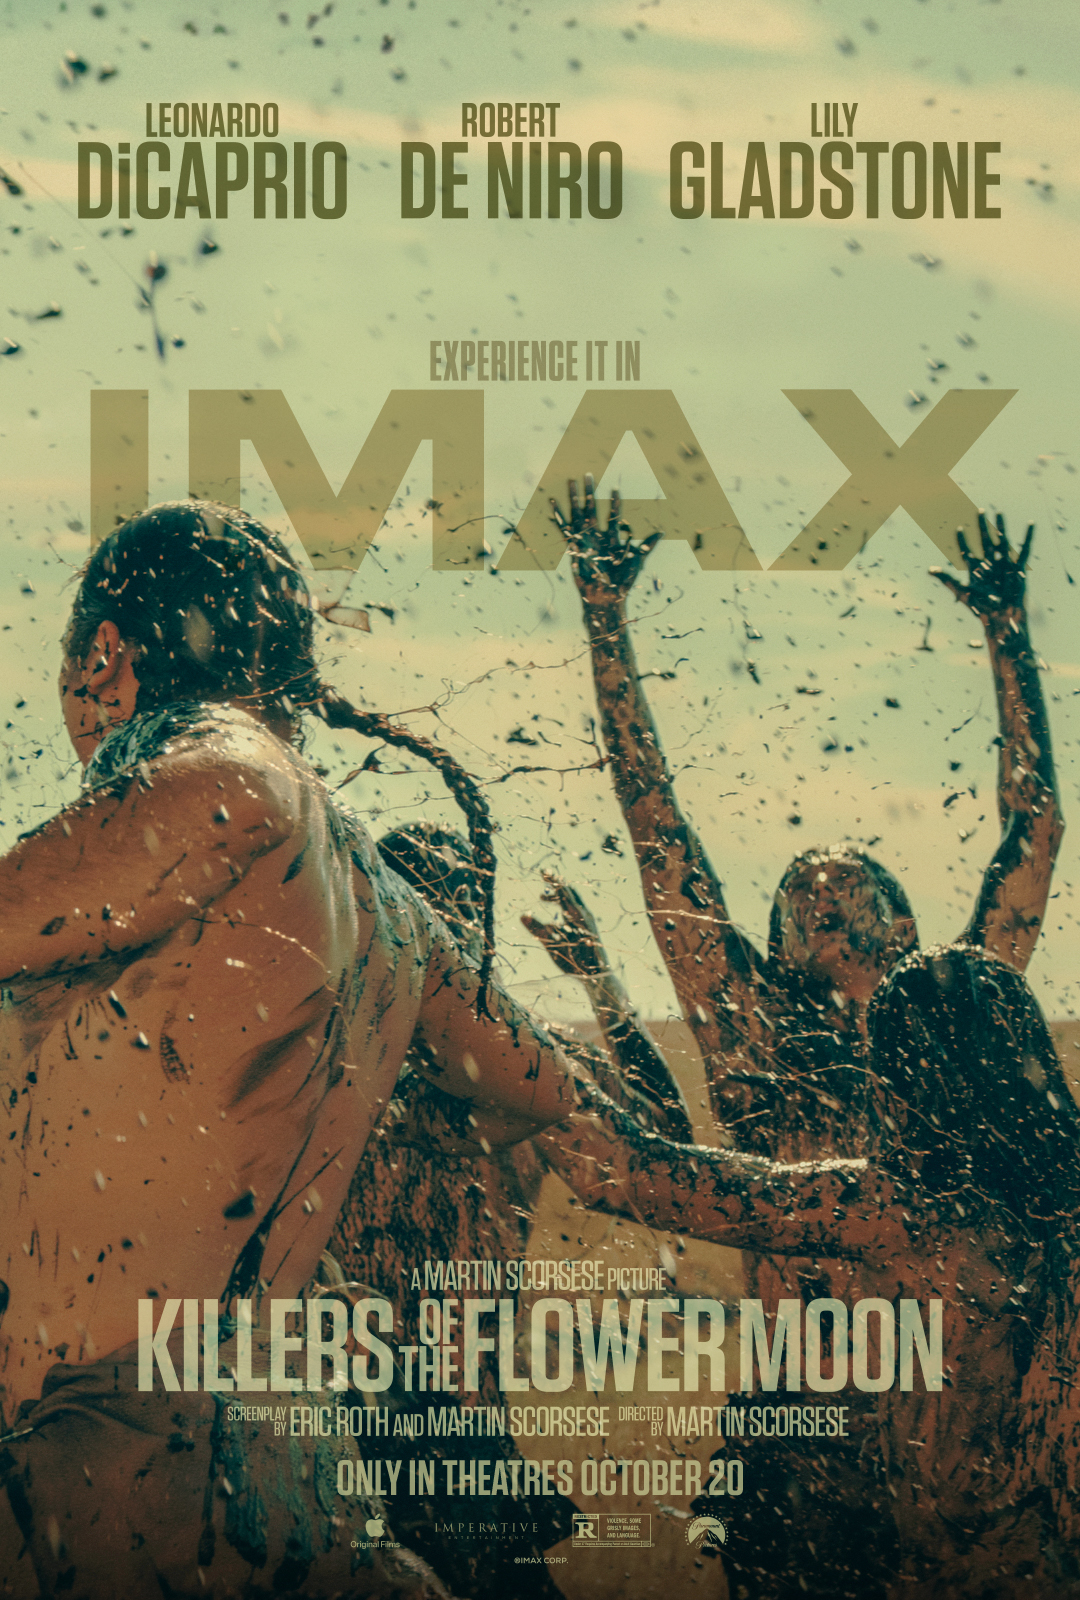 LEONARDO
DiCAPRIO
ROBERT
DE NIRO
LILY
GLADSTONE
EXPERIENCE IT IN
IMAX
A MARTIN SCORSESE PICTURE
KILLERS OF THE FLOWER MOON
SCREENPLAY BY ERIC ROTH AND MARTIN SCORSESE DIRECTED BY MARTIN SCORSESE
ONLY IN THEATRES OCTOBER 20
Original Films
IMPERATIVE
ENTERTAINMENT
R
VIOLENCE, SOME
GRISLY IMAGES,
AND LANGUAGE.
Paramount
®IMAX CORP.